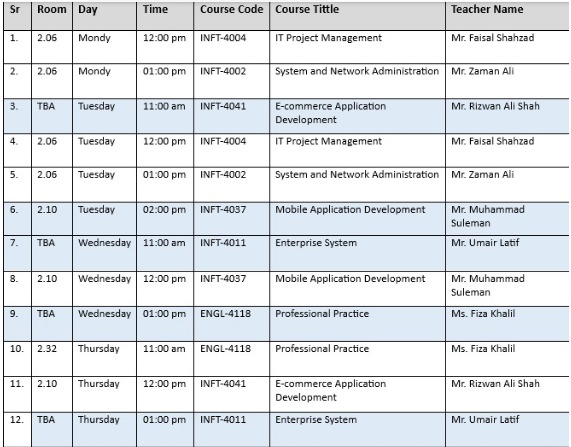 Sr Room Day Time Course Code Course Tittle Teacher Name
1. 2.06 Mondy 12:00 pm INFT-4004 IT Project Management Mr. Faisal Shahzad
2. 2.06 Mondy 01:00 pm INFT-4002 System and Network Administration Mr. Zaman Ali
3. TBA Tuesday 11:00 am INFT-4041 E-commerce Application Mr. Rizwan Ali Shah
Development
4. 2.06 Tuesday 12:00 pm INFT-4004 IT Project Management Mr. Faisal Shahzad
5. 2.06 Tuesday 01:00 pm INFT-4002 System and Network Administration Mr. Zaman Ali
6. 2.10 Tuesday 02:00 pm INFT-4037 Mobile Application Development Mr. Muhammad
Suleman
7. TBA Wednesday 11:00 am INFT-4011 Enterprise System Mr. Umair Latif
8. 2.10 Wednesday 12:00 pm INFT-4037 Mobile Application Development Mr. Muhammad
Suleman
9. TBA Wednesday 01:00 pm ENGL-4118 Professional Practice Ms. Fiza Khalil
10. 2.32 Thursday 11:00 am ENGL-4118 Professional Practice Ms. Fiza Khalil
11. 2.10 Thursday 12:00 pm INFT-4041 E-commerce Application Mr. Rizwan Ali Shah
Development
12. TBA Thursday 01:00 pm INFT-4011 Enterprise System Mr. Umair Latif